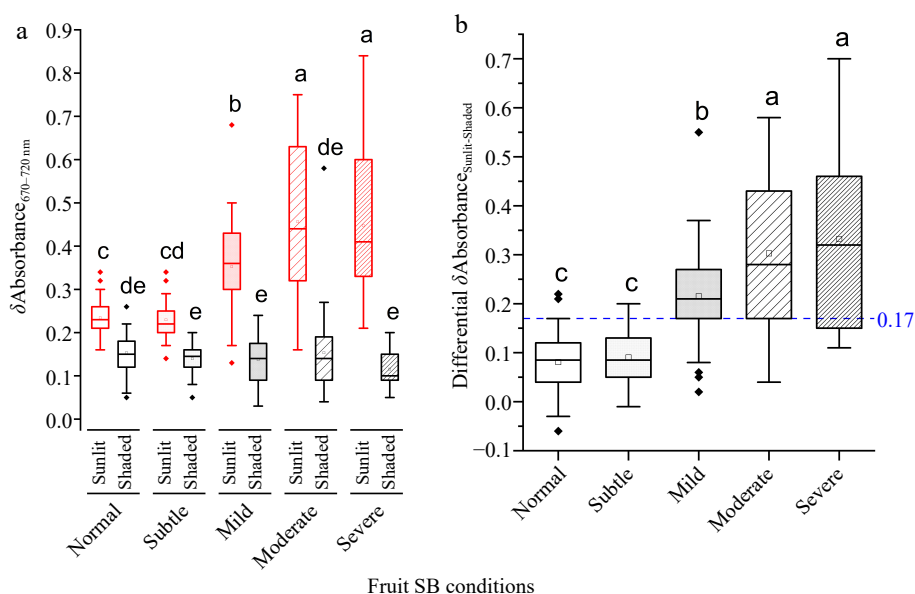 a
δAbsorbance670–720 nm
0.9
0.8
0.7
0.6
0.5
0.4
0.3
0.2
0.1
0.0
c
de
cd
e
b
e
a
de
a
e
Sunlit
Shaded
Sunlit
Shaded
Sunlit
Shaded
Sunlit
Shaded
Sunlit
Shaded
Normal
Subtle
Mild
Moderate
Severe
b
Differential δAbsorbanceSunlit-Shaded
0.7
0.6
0.5
0.4
0.3
0.2
0.1
0.0
−0.1
c
c
b
a
a
0.17
Normal
Subtle
Mild
Moderate
Severe
Fruit SB conditions